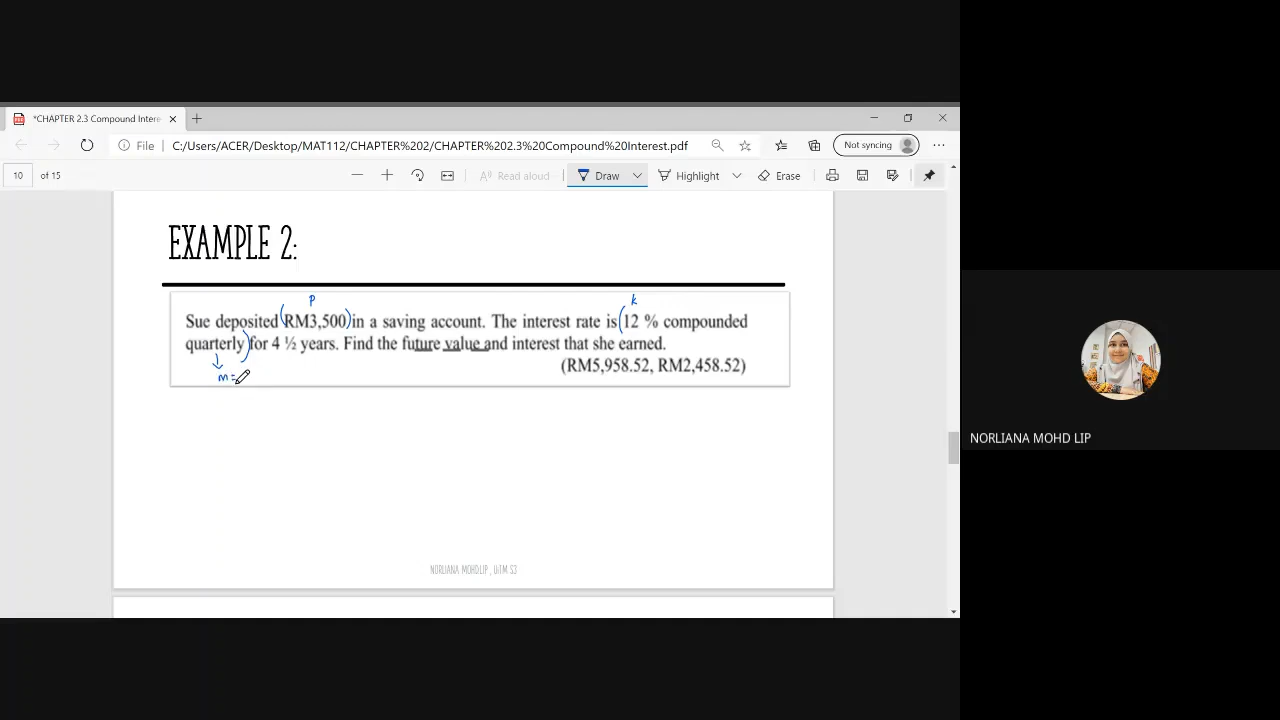 *CHAPTER 2.3 Compound Intere
File
C:/Users/ACER/Desktop/MAT112/CHAPTER%202/CHAPTER%202.3%20Compound%20Interest.pdf
Not syncing
10 of 15
Read aloud
Draw
Highlight
Erase
EXAMPLE 2:
P
k
Sue deposited (RM3,500) in a saving account. The interest rate is (12 % compounded
quarterly) for 4 ½ years. Find the future value and interest that she earned.
(RM5,958.52, RM2,458.52)
m =
NORLIANA MOHD LIP , UiTM S3
NORLIANA MOHD LIP